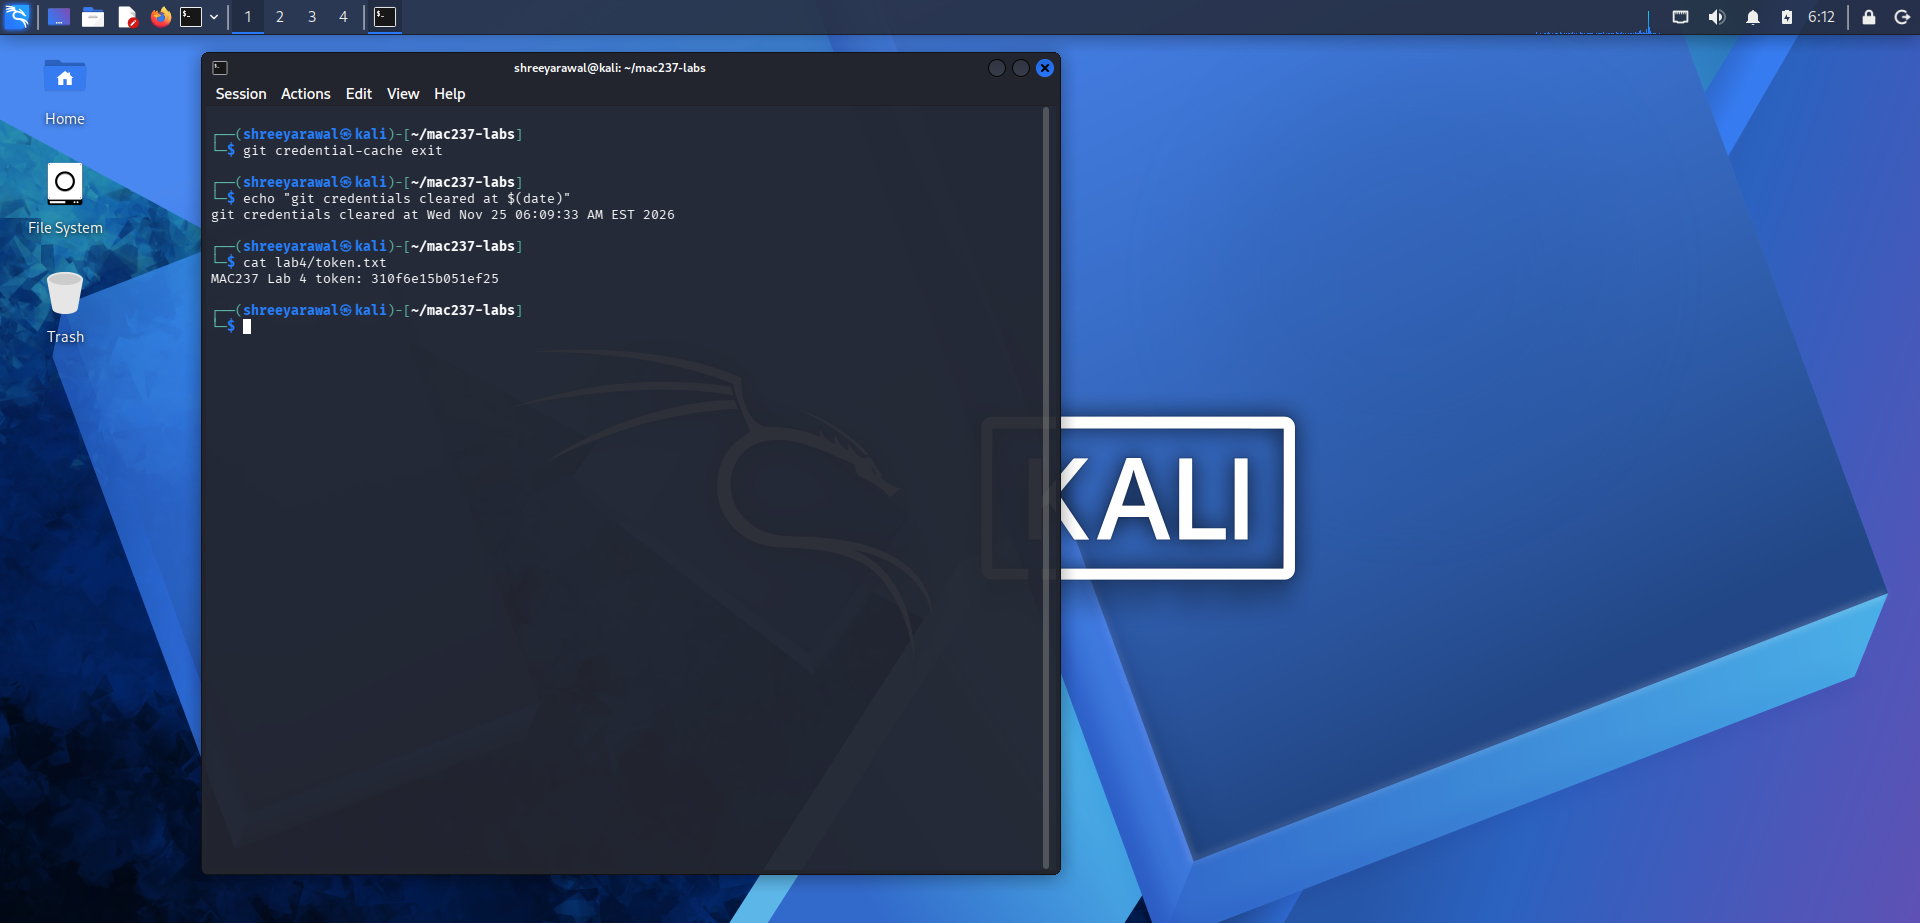 1 2 3 4 6:12
Home
File System
Trash
shreeyarawal@kali: ~/mac237-labs
Session Actions Edit View Help
┌──(shreeyarawal㉿kali)-[~/mac237-labs]
└─$ git credential-cache exit
┌──(shreeyarawal㉿kali)-[~/mac237-labs]
└─$ echo "git credentials cleared at $(date)"
git credentials cleared at Wed Nov 25 06:09:33 AM EST 2026
┌──(shreeyarawal㉿kali)-[~/mac237-labs]
└─$ cat lab4/token.txt
MAC237 Lab 4 token: 310f6e15b051ef25
┌──(shreeyarawal㉿kali)-[~/mac237-labs]
└─$
KALI